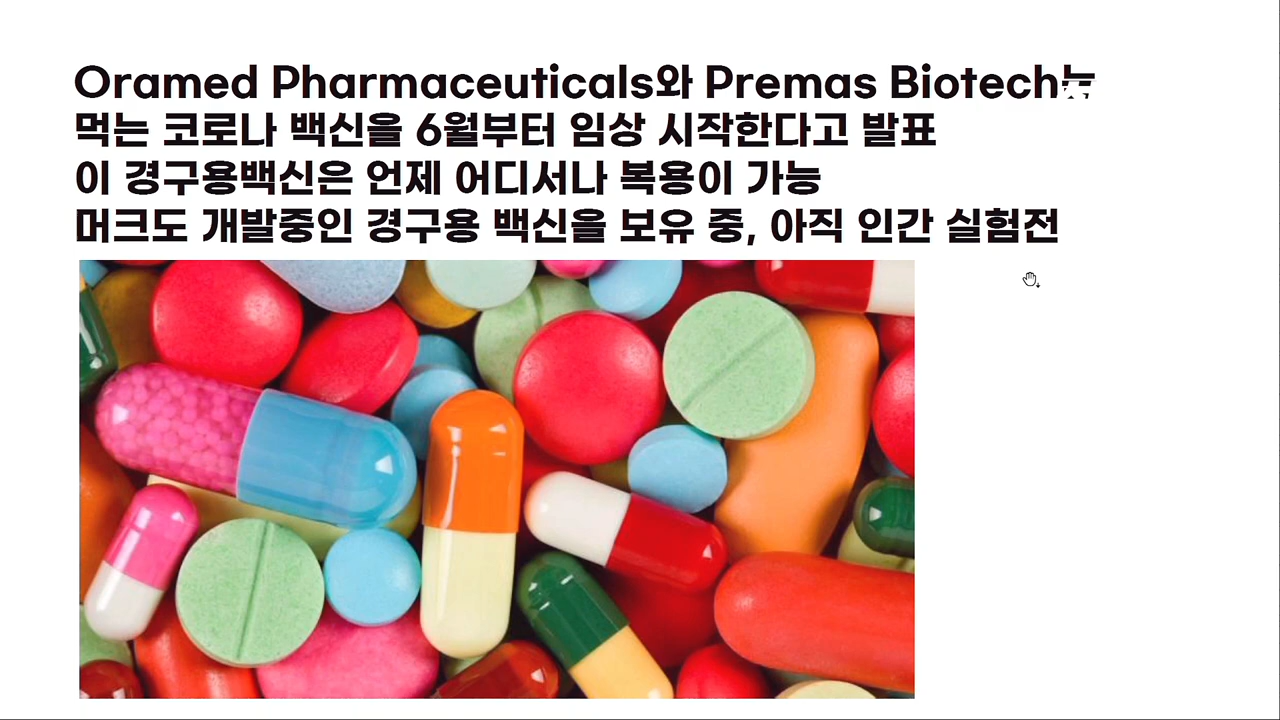 Oramed Pharmaceuticals와 Premas Biotech는
먹는 코로나 백신을 6월부터 임상 시작한다고 발표
이 경구용백신은 언제 어디서나 복용이 가능
머크도 개발중인 경구용 백신을 보유 중, 아직 인간 실험전